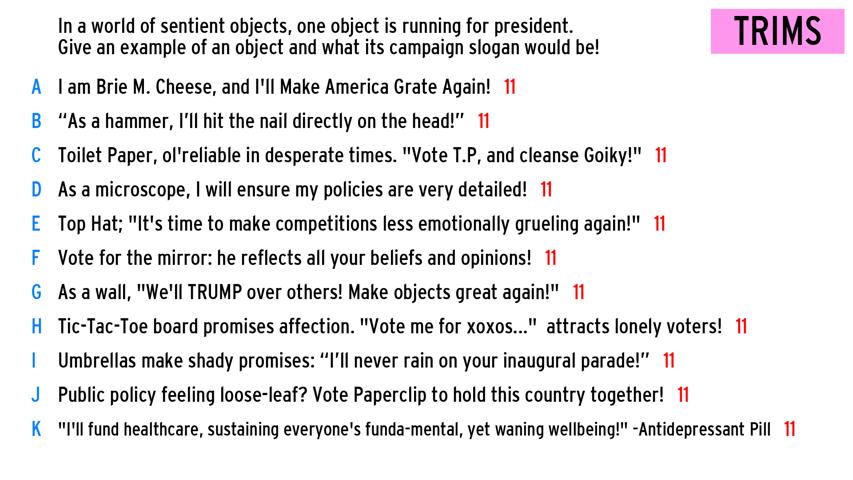 In a world of sentient objects, one object is running for president.
Give an example of an object and what its campaign slogan would be!
TRIMS
A I am Brie M. Cheese, and I'll Make America Grate Again! 11
B “As a hammer, I’ll hit the nail directly on the head!” 11
C Toilet Paper, ol'reliable in desperate times. "Vote T.P, and cleanse Goiky!" 11
D As a microscope, I will ensure my policies are very detailed! 11
E Top Hat; "It's time to make competitions less emotionally grueling again!" 11
F Vote for the mirror: he reflects all your beliefs and opinions! 11
G As a wall, "We'll TRUMP over others! Make objects great again!" 11
H Tic-Tac-Toe board promises affection. "Vote me for xoxos..." attracts lonely voters! 11
I Umbrellas make shady promises: “I’ll never rain on your inaugural parade!” 11
J Public policy feeling loose-leaf? Vote Paperclip to hold this country together! 11
K "I'll fund healthcare, sustaining everyone's funda-mental, yet waning wellbeing!" -Antidepressant Pill 11